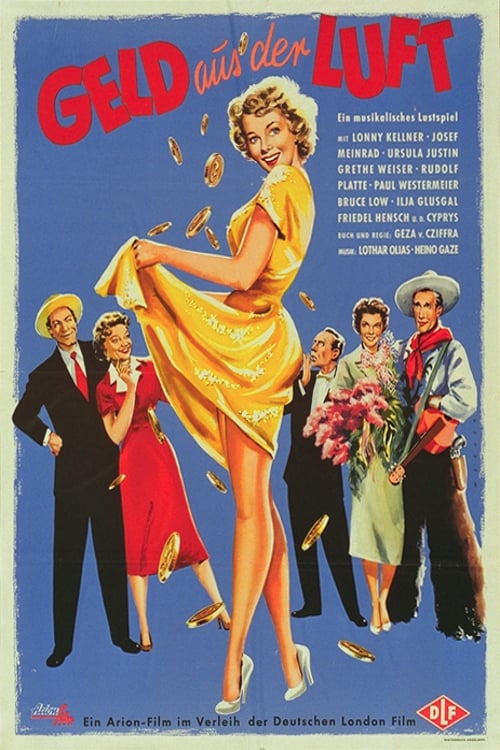 GELD aus der LUFT
Ein musikalisches Lustspiel
MIT LONNY KELLNER · JOSEF
MEINRAD · URSULA JUSTIN
GRETHE WEISER · RUDOLF
PLATTE · PAUL WESTERMEIER
BRUCE LOW · ILJA GLUSGAL
FRIEDEL HENSCH U.D. CYPRYS
BUCH UND REGIE: GEZA v. CZIFFRA
MUSIK: LOTHAR OLIAS · HEINO GAZE
Arion
Film
Ein Arion-Film im Verleih der Deutschen London Film
DLF